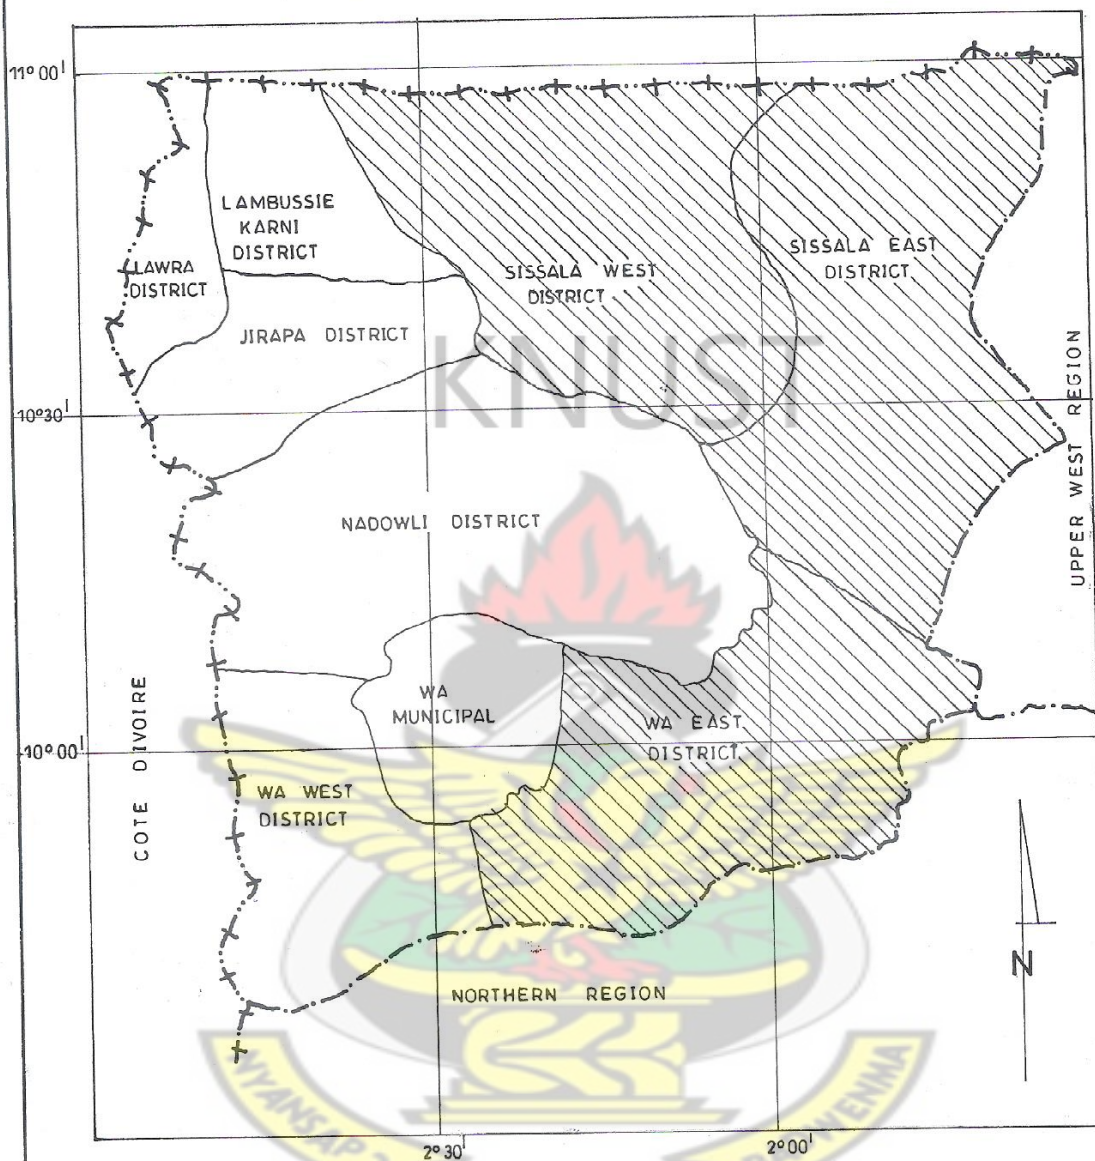 11° 00'
LAMBUSSIE
KARNI
DISTRICT
LAWRA
DISTRICT
SISSALA WEST
DISTRICT
SISSALA EAST
DISTRICT
JIRAPA DISTRICT
KNUST
10° 30'
UPPER WEST REGION
NADOWLI DISTRICT
WA
MUNICIPAL
WA EAST
DISTRICT
10° 00'
COTE D'IVOIRE
WA WEST
DISTRICT
N
NORTHERN REGION
NYANSAP
WENMA
2° 30'
2° 00'